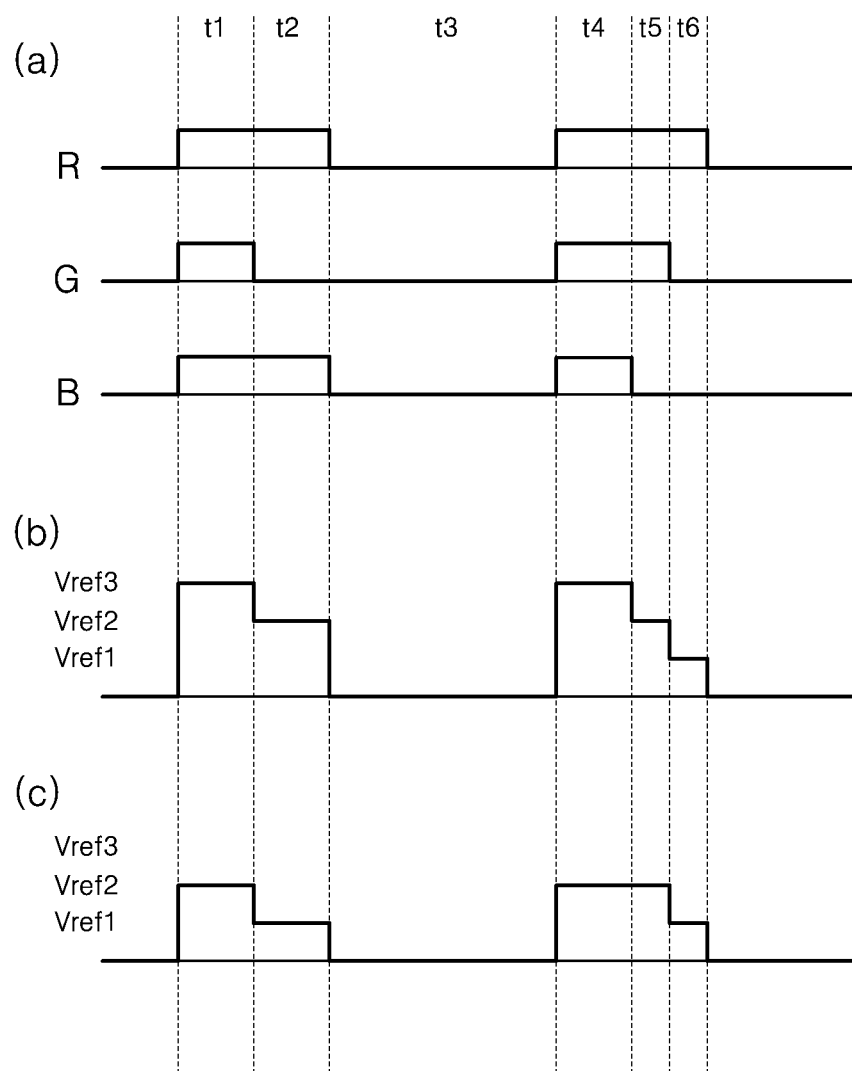 t1 t2 t3 t4 t5 t6
(a)
R
G
B
(b)
Vref3
Vref2
Vref1
(c)
Vref3
Vref2
Vref1